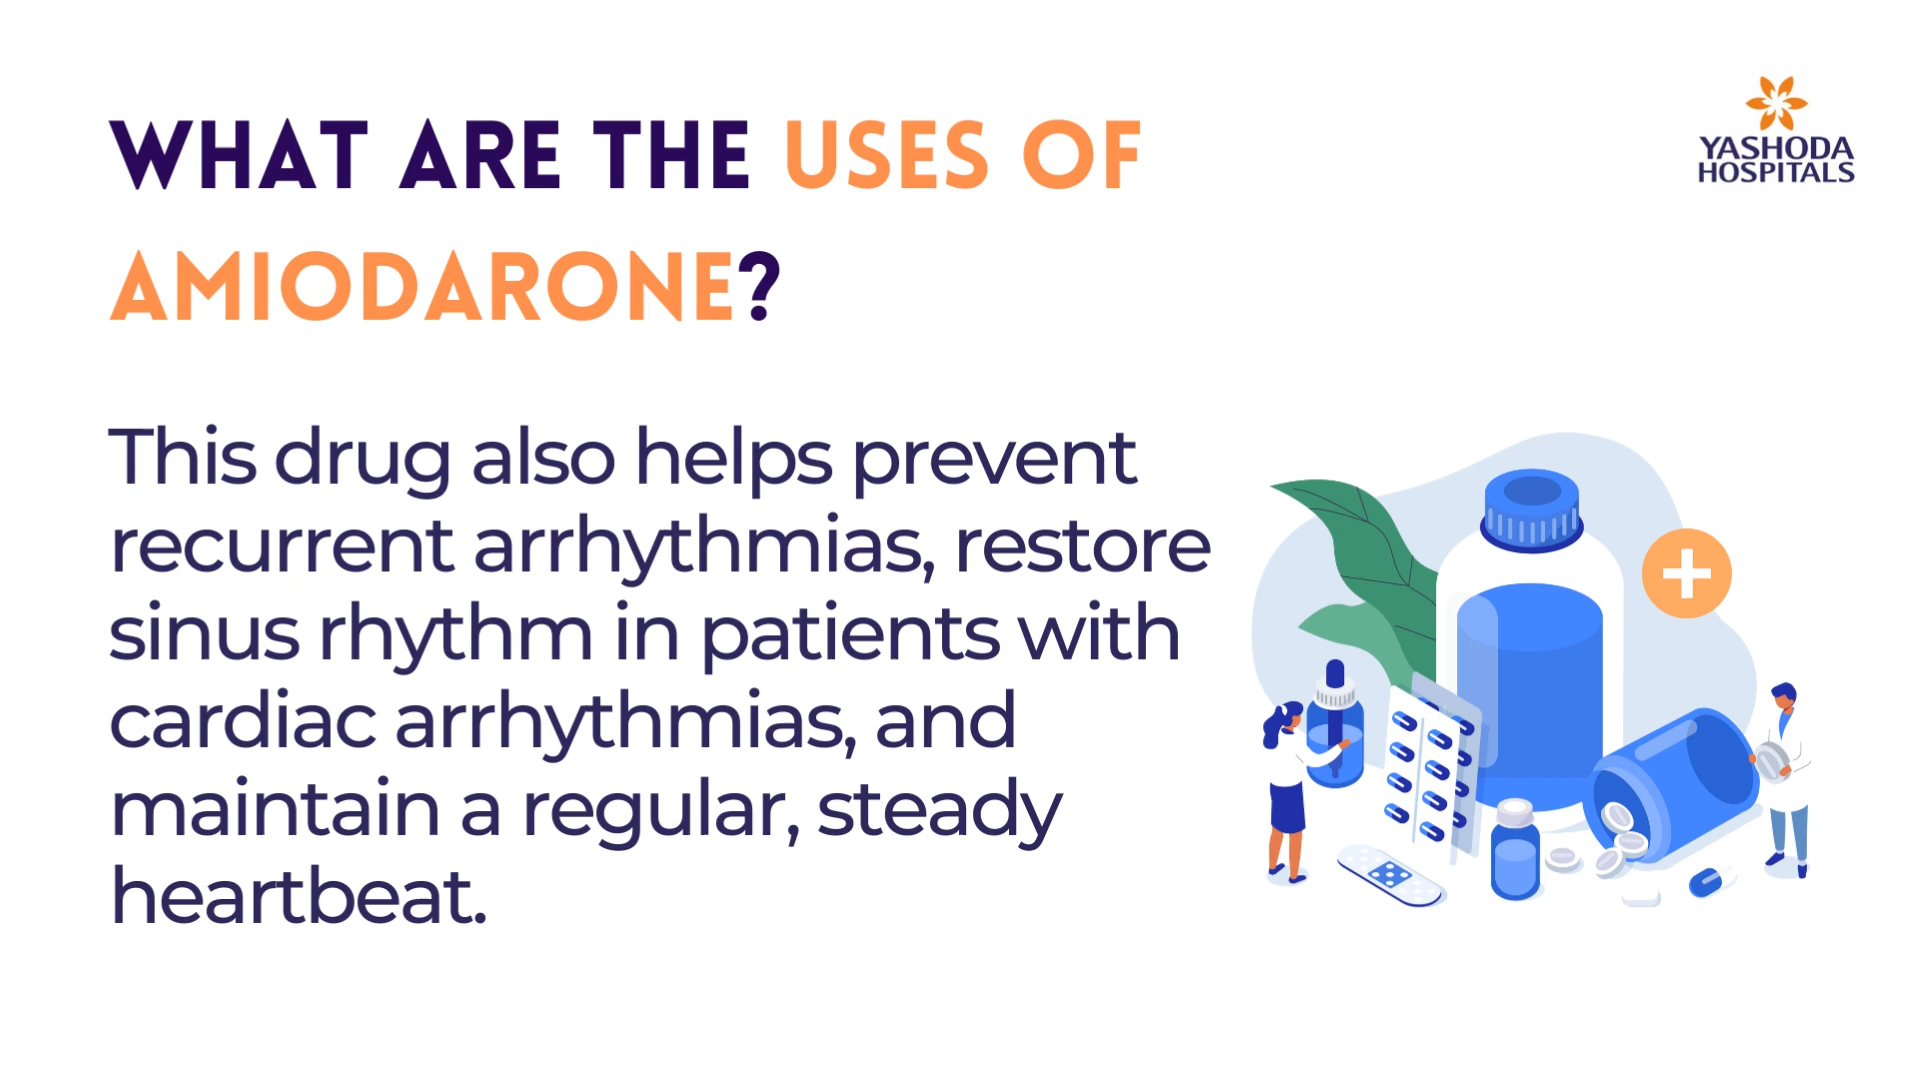 WHAT ARE THE USES OF
AMIODARONE?
YASHODA
HOSPITALS
This drug also helps prevent
recurrent arrhythmias, restore
sinus rhythm in patients with
cardiac arrhythmias, and
maintain a regular, steady
heartbeat.